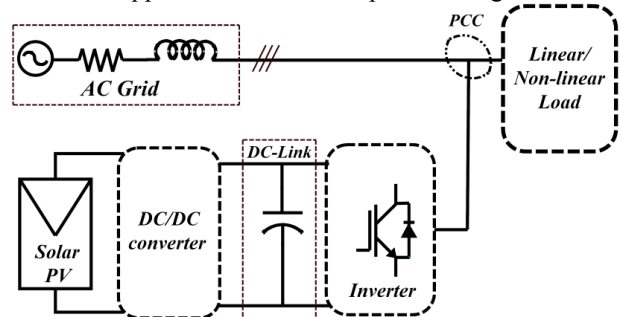 PCC
Linear/
Non-linear
Load
AC Grid
DC-Link
DC/DC
converter
Solar
PV
Inverter